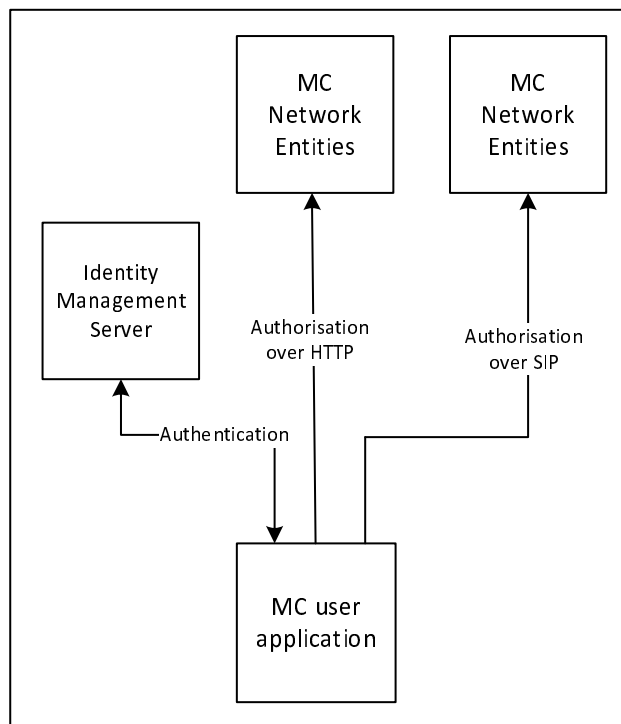 MC
Network
Entities
MC
Network
Entities
Identity
Management
Server
Authorisation
over HTTP
Authorisation
over SIP
Authentication
MC user
application